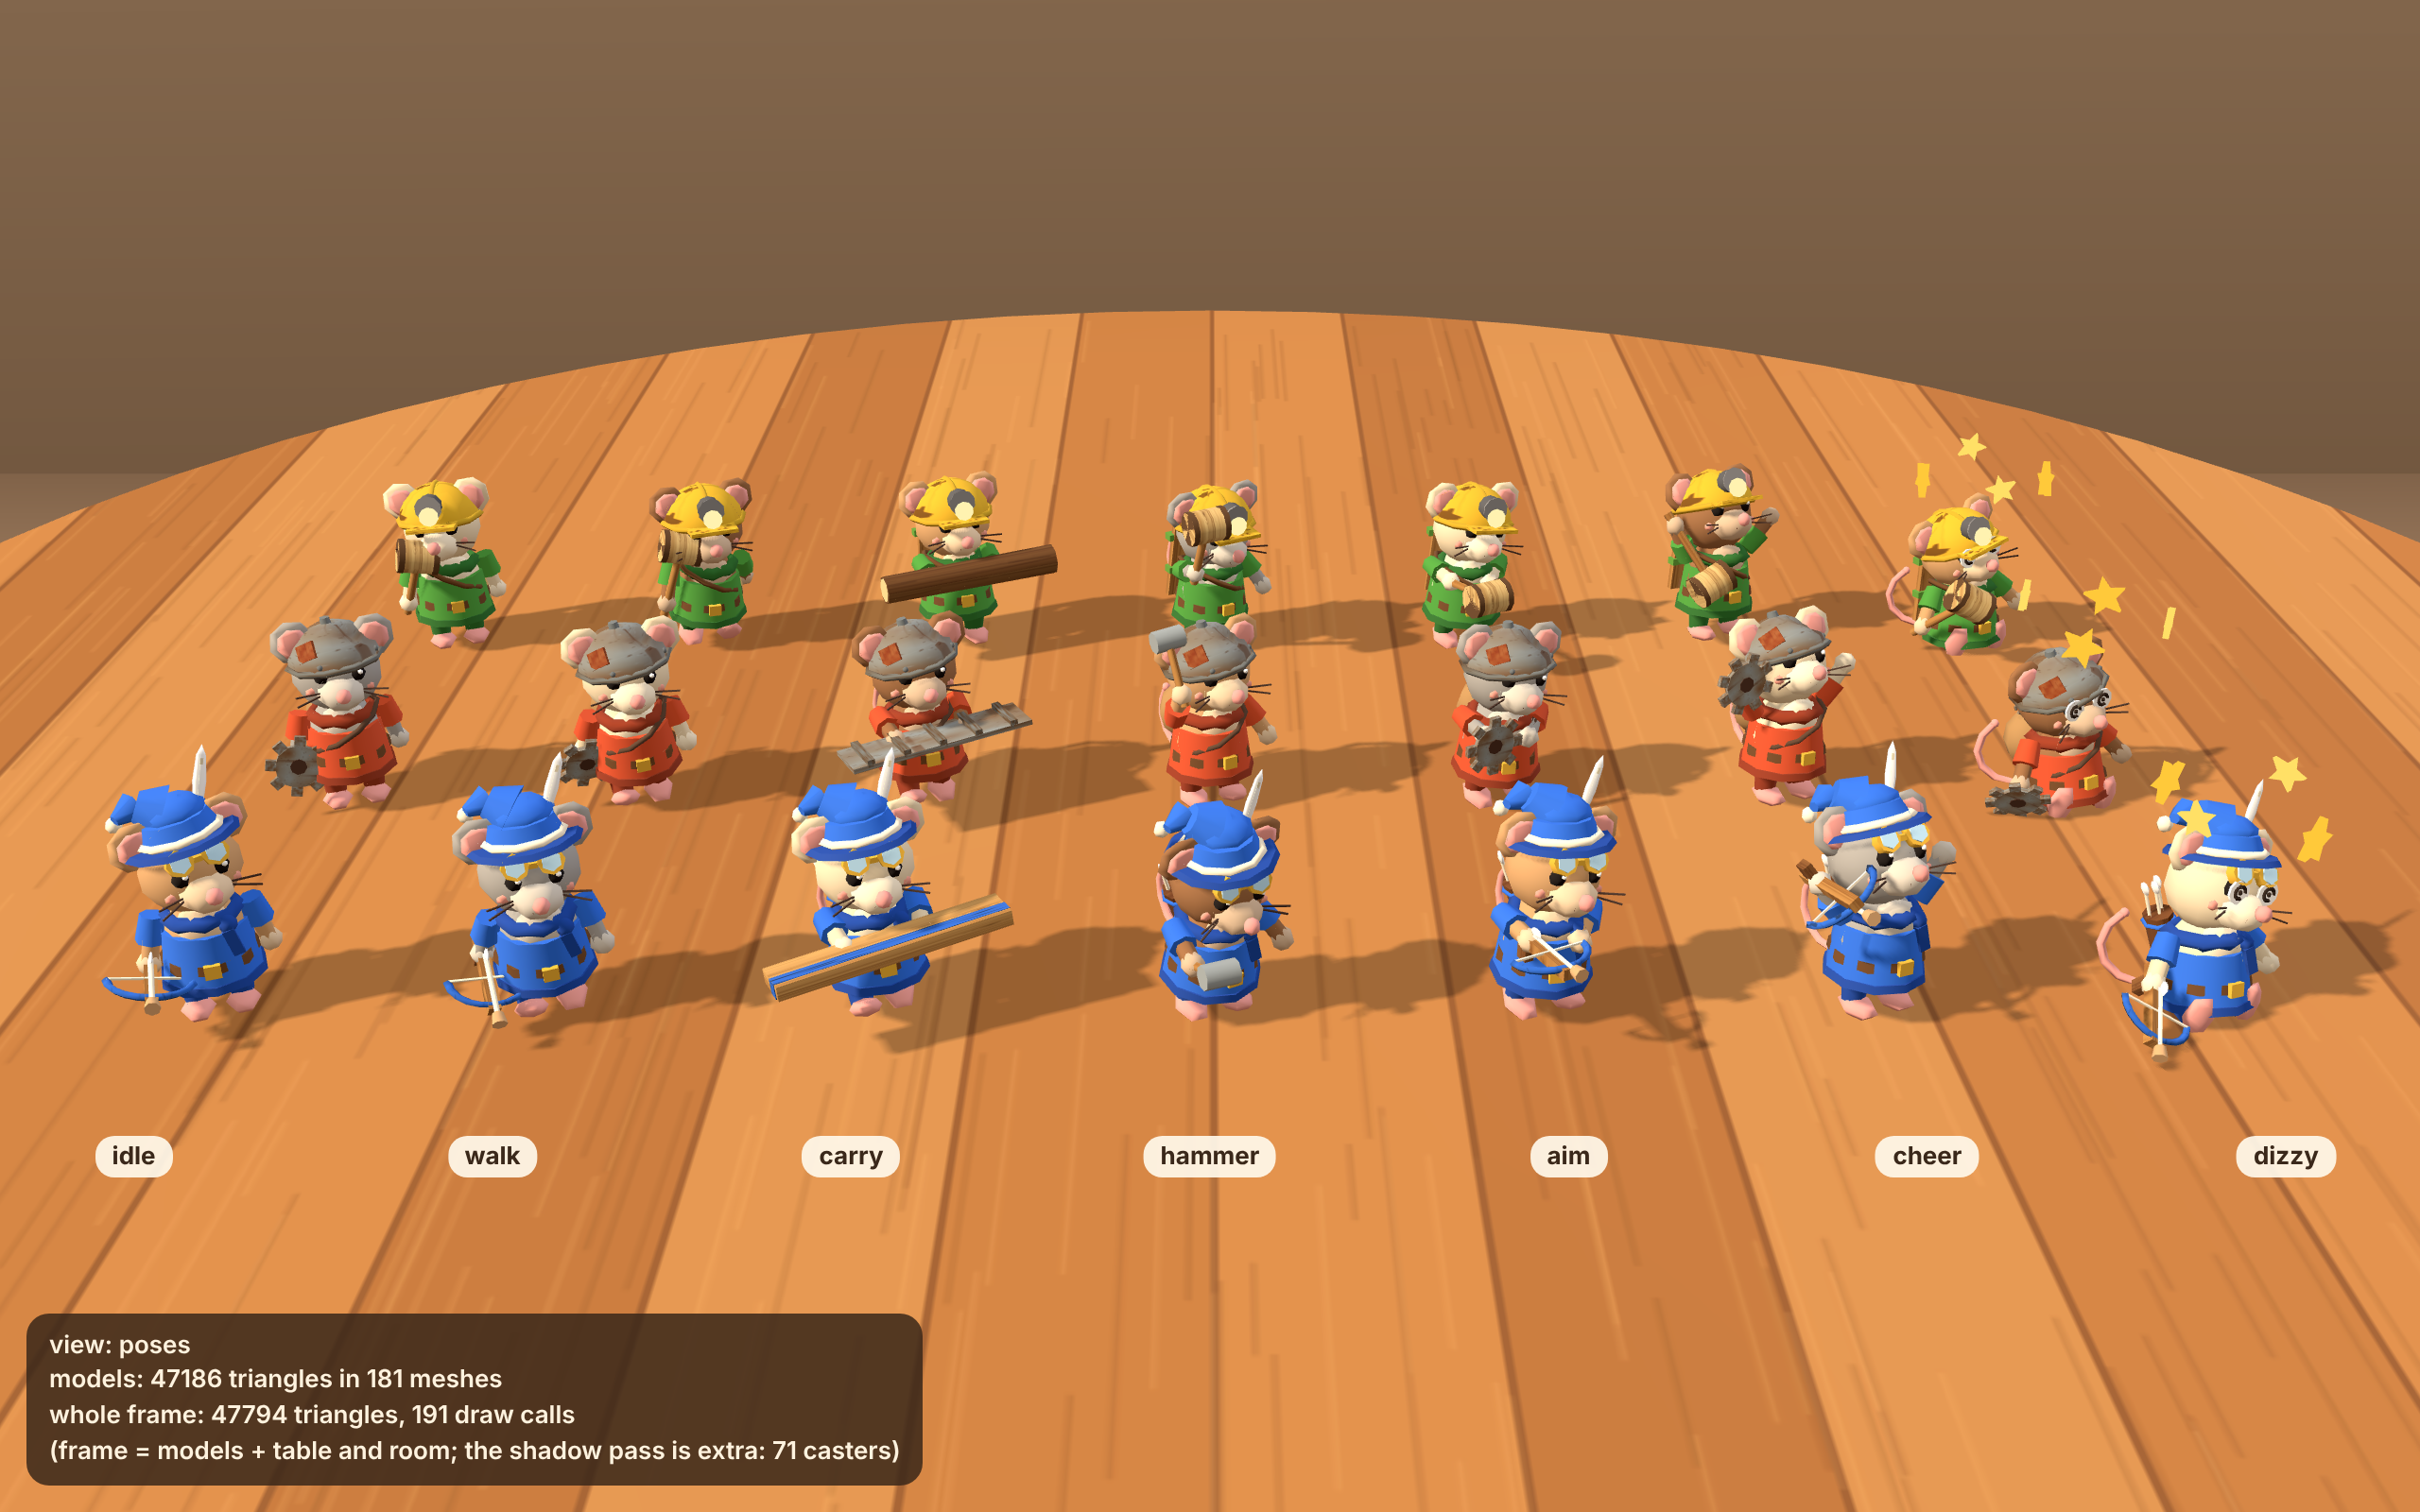 idle
walk
carry
hammer
aim
cheer
dizzy
view: poses
models: 47186 triangles in 181 meshes
whole frame: 47794 triangles, 191 draw calls
(frame = models + table and room; the shadow pass is extra: 71 casters)